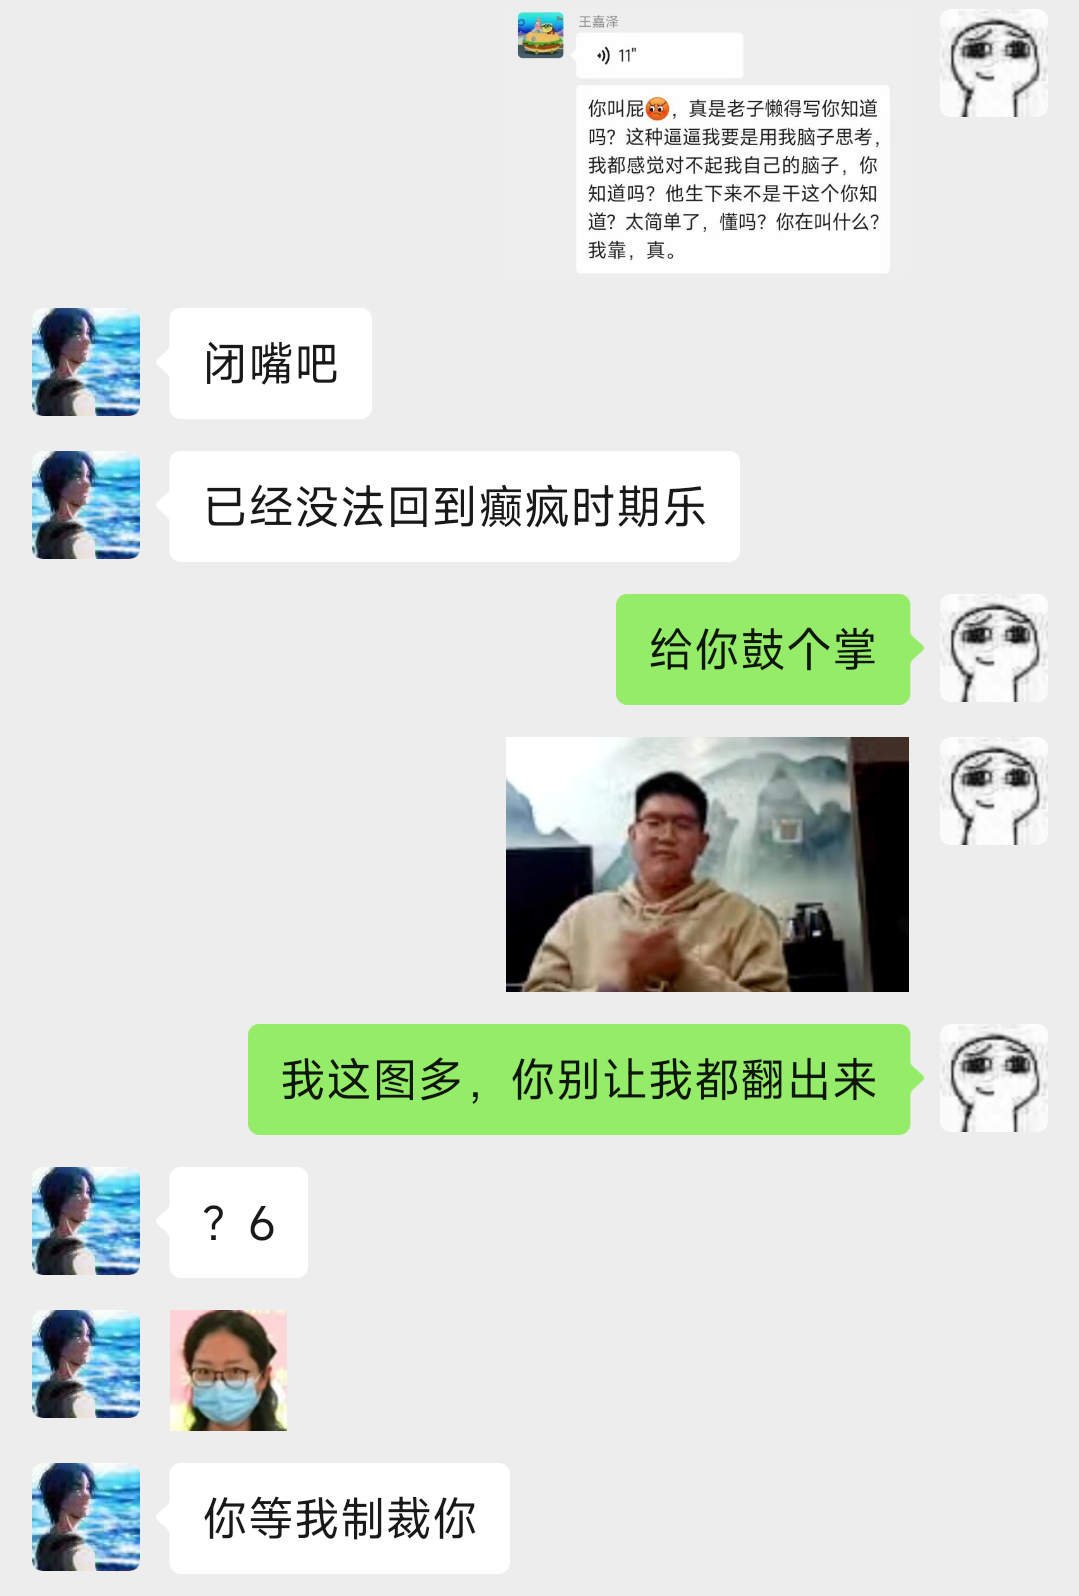 王嘉泽
11"
你叫屁😡，真是老子懒得写你知道
吗？这种逼逼我要是用我脑子思考，
我都感觉对不起我自己的脑子，你
知道吗？他生下来不是干这个你知
道？太简单了，懂吗？你在叫什么？
我靠，真。
闭嘴吧
已经没法回到癫疯时期乐
给你鼓个掌
我这图多，你别让我都翻出来
？6
你等我制裁你